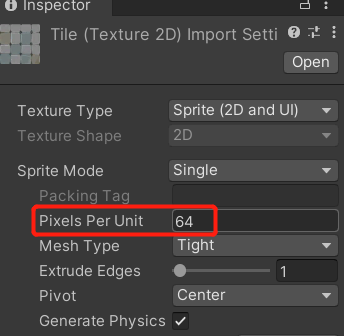 Inspector
Tile (Texture 2D) Import Setti
Open
Texture Type Sprite (2D and UI)
Texture Shape 2D
Sprite Mode Single
Packing Tag
Pixels Per Unit 64
Mesh Type Tight
Extrude Edges 1
Pivot Center
Generate Physics